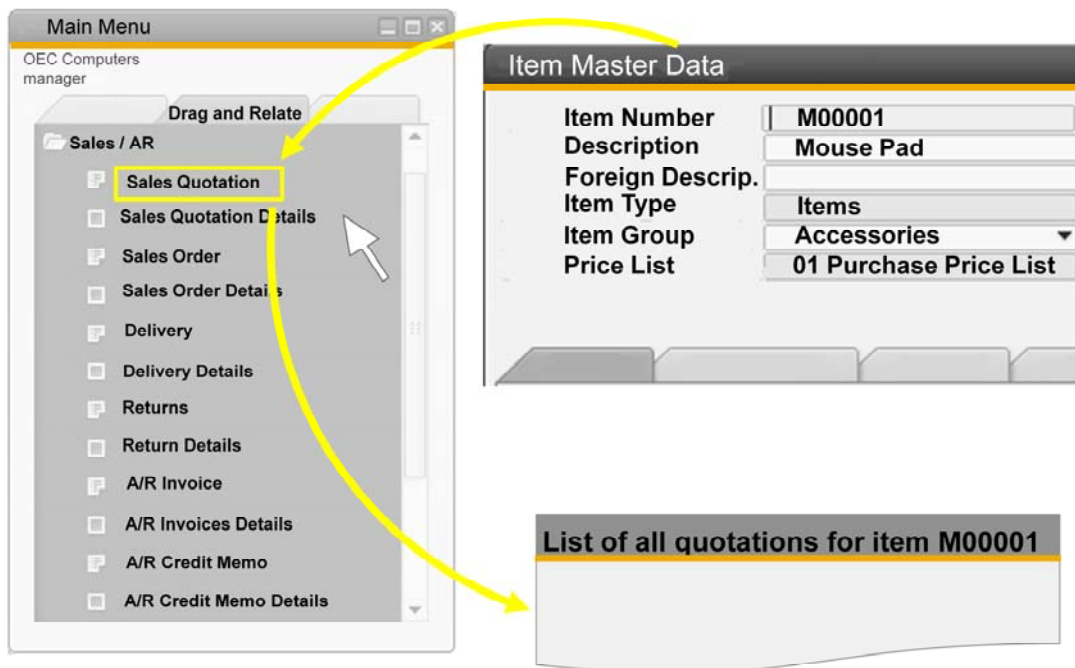 Main Menu
OEC Computers
manager
Drag and Relate
Sales / AR
Sales Quotation
Sales Quotation Details
Sales Order
Sales Order Details
Delivery
Delivery Details
Returns
Return Details
A/R Invoice
A/R Invoices Details
A/R Credit Memo
A/R Credit Memo Details
Item Master Data
Item Number M00001
Description Mouse Pad
Foreign Descrip.
Item Type Items
Item Group Accessories
Price List 01 Purchase Price List
List of all quotations for item M00001